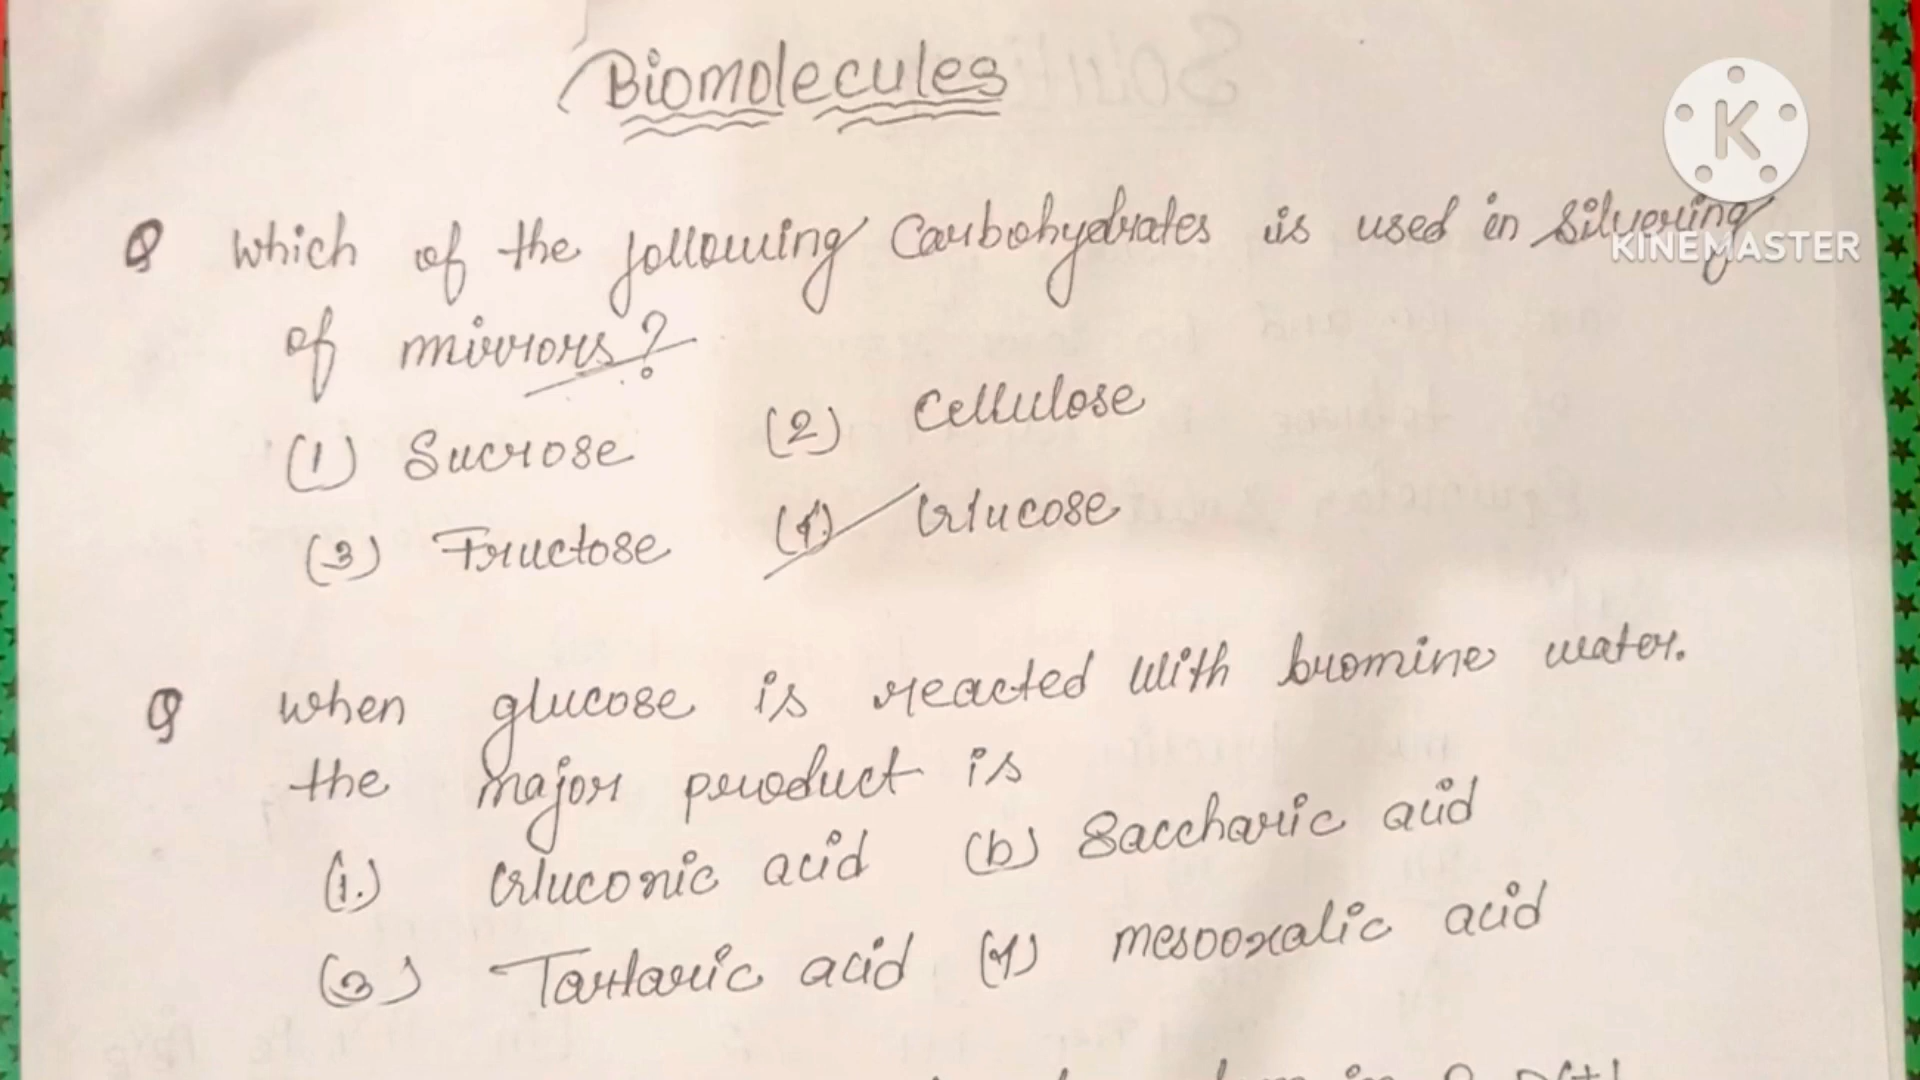 Biomolecules
K
KINEMASTER
Q Which of the following Carbohydrates is used in Silvering
of mirrors?
(1) Sucrose (2) Cellulose
(3) Fructose (4) Glucose
Q When glucose is reacted with bromine water.
the major product is
(1.) Gluconic acid (b) Saccharic acid
(3) Tartaric acid (4) mesooxalic acid